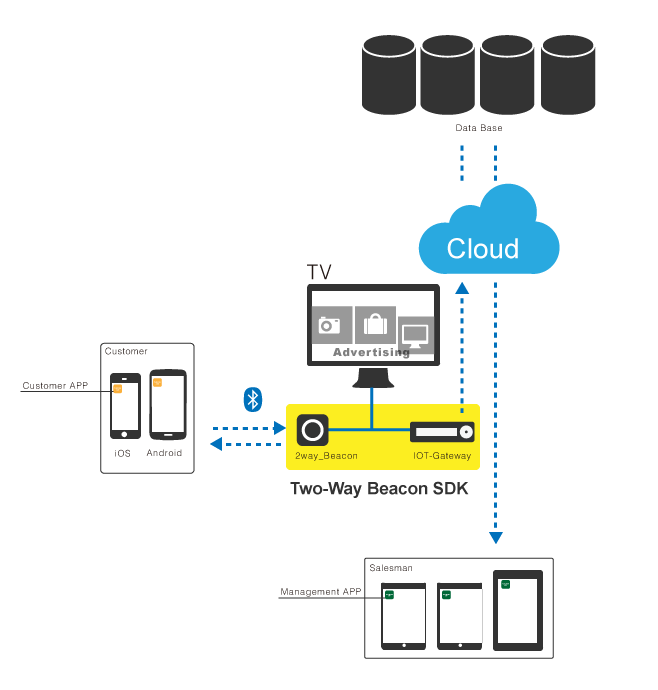 Data Base
Cloud
TV
Advertising
Customer
Customer APP
iOS
Android
2way_Beacon
IOT-Gateway
Two-Way Beacon SDK
Salesman
Management APP